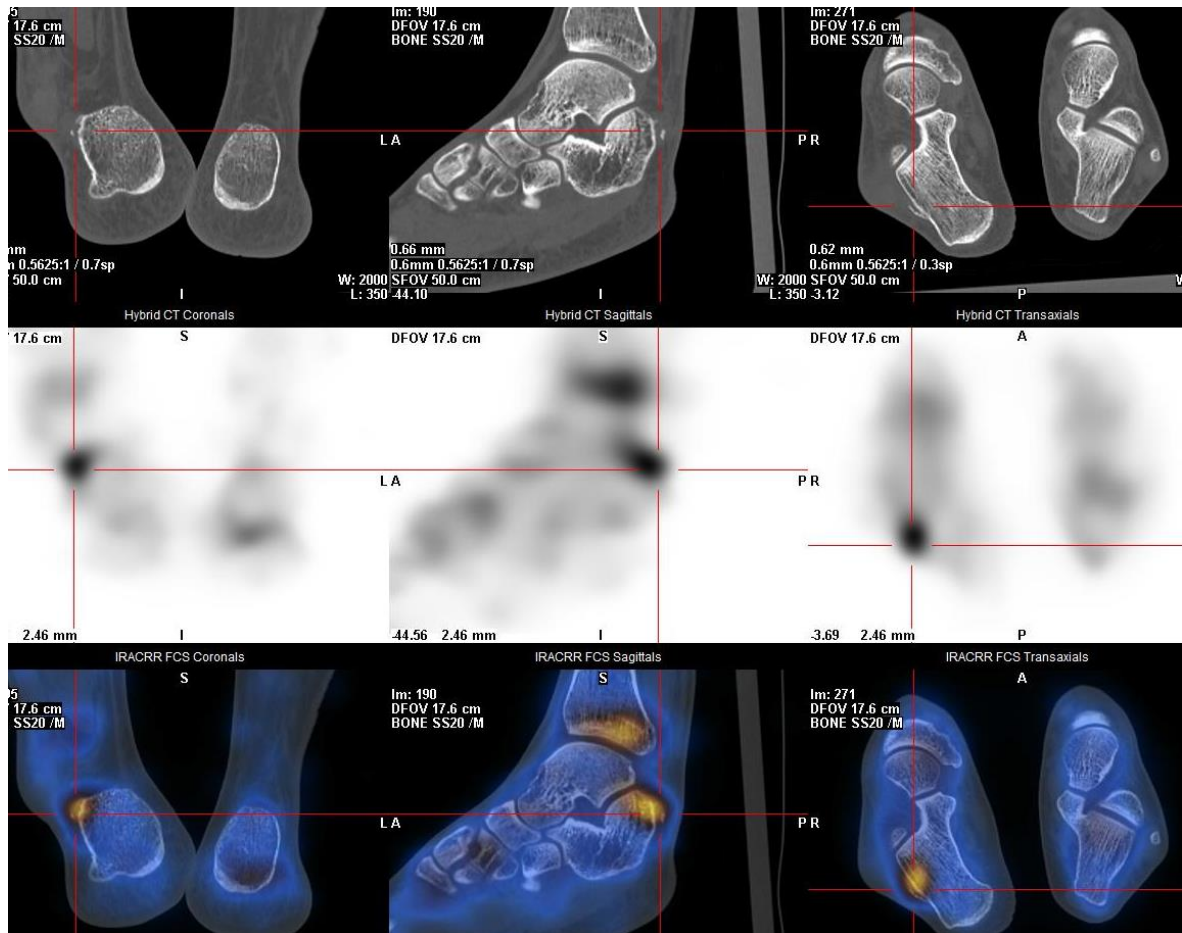 95
Im: 190
Im: 271
/ 17.6 cm
DFOV 17.6 cm
DFOV 17.6 cm
SS20 /M
BONE SS20 /M
BONE SS20 /M
L A
P R
mm
0.66 mm
0.62 mm
m 0.5625:1 / 0.7sp
0.6mm 0.5625:1 / 0.7sp
0.6mm 0.5625:1 / 0.3sp
/ 50.0 cm
W: 2000
SFOV 50.0 cm
W: 2000
SFOV 50.0 cm
W
I
L: 350
-44.10
I
L: 350
-3.12
P
Hybrid CT Coronals
Hybrid CT Sagittals
Hybrid CT Transaxials
/ 17.6 cm
S
DFOV 17.6 cm
S
DFOV 17.6 cm
A
L A
P R
2.46 mm
I
-44.56 2.46 mm
I
-3.69 2.46 mm
P
IRACRR FCS Coronals
IRACRR FCS Sagittals
IRACRR FCS Transaxials
95
S
Im: 190
S
Im: 271
A
/ 17.6 cm
DFOV 17.6 cm
DFOV 17.6 cm
SS20 /M
BONE SS20 /M
BONE SS20 /M
L A
P R